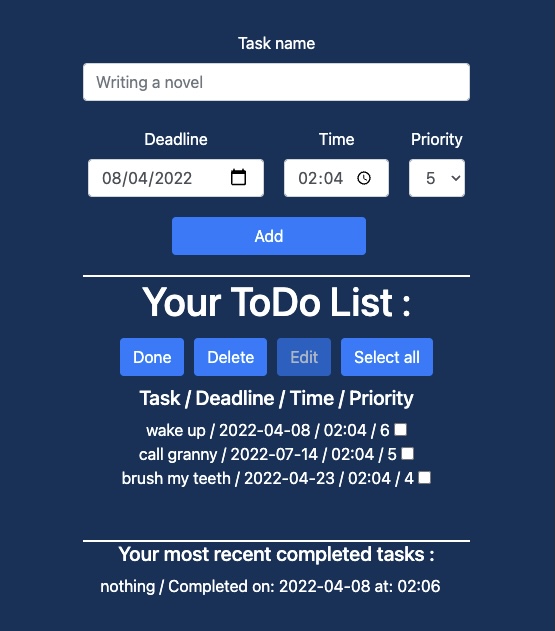 Task name
Writing a novel
Deadline Time Priority
08/04/2022 02:04 5
Add
Your ToDo List :
Done Delete Edit Select all
Task / Deadline / Time / Priority
wake up / 2022-04-08 / 02:04 / 6
call granny / 2022-07-14 / 02:04 / 5
brush my teeth / 2022-04-23 / 02:04 / 4
Your most recent completed tasks :
nothing / Completed on: 2022-04-08 at: 02:06